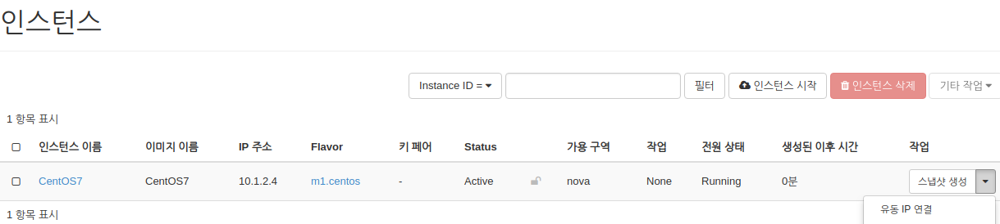 인스턴스
Instance ID = 필터 인스턴스 시작 인스턴스 삭제 기타 작업
1 항목 표시
인스턴스 이름 이미지 이름 IP 주소 Flavor 키 페어 Status 가용 구역 작업 전원 상태 생성된 이후 시간 작업
CentOS7 CentOS7 10.1.2.4 m1.centos - Active nova None Running 0분 스냅샷 생성
유동 IP 연결
1 항목 표시